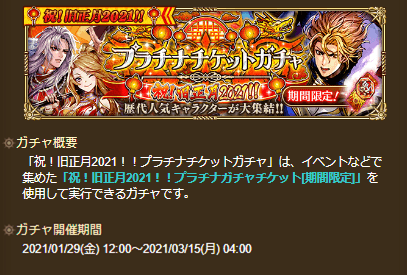 祝!旧正月2021!!
プラチナチケットガチャ
祝!旧正月2021!!
歴代人気キャラクターが大集結!!
期間限定!
ガチャ概要
「祝！旧正月2021！！プラチナチケットガチャ」は、イベントなどで
集めた「祝！旧正月2021！！プラチナガチャチケット[期間限定]」を
使用して実行できるガチャです。
ガチャ開催期間
2021/01/29(金) 12:00～2021/03/15(月) 04:00